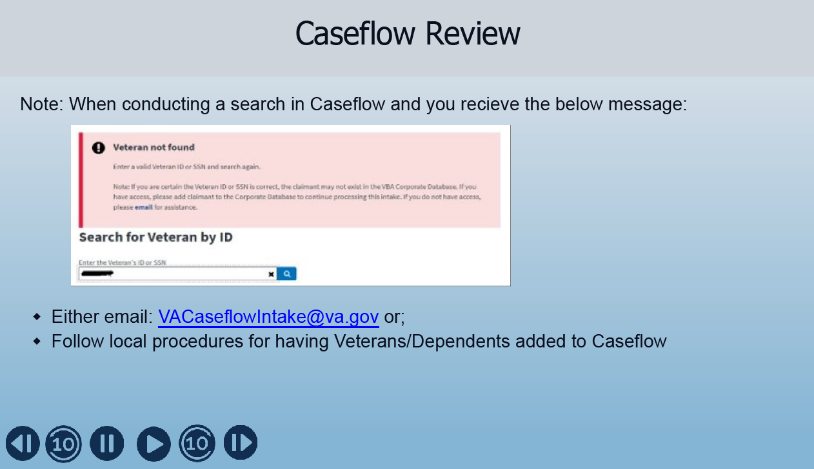 Caseflow Review
Note: When conducting a search in Caseflow and you recieve the below message:
Veteran not found
Enter a valid Veteran ID or SSN and search again.
Note: If you are certain the Veteran ID or SSN is correct, the claimant may not exist in the VBA Corporate Database. If you
have access, please add claimant to the Corporate Database to continue processing this intake. If you do not have access,
please email for assistance.
Search for Veteran by ID
Enter the Veteran's ID or SSN
Either email: VACaseflowIntake@va.gov or;
Follow local procedures for having Veterans/Dependents added to Caseflow
10 10